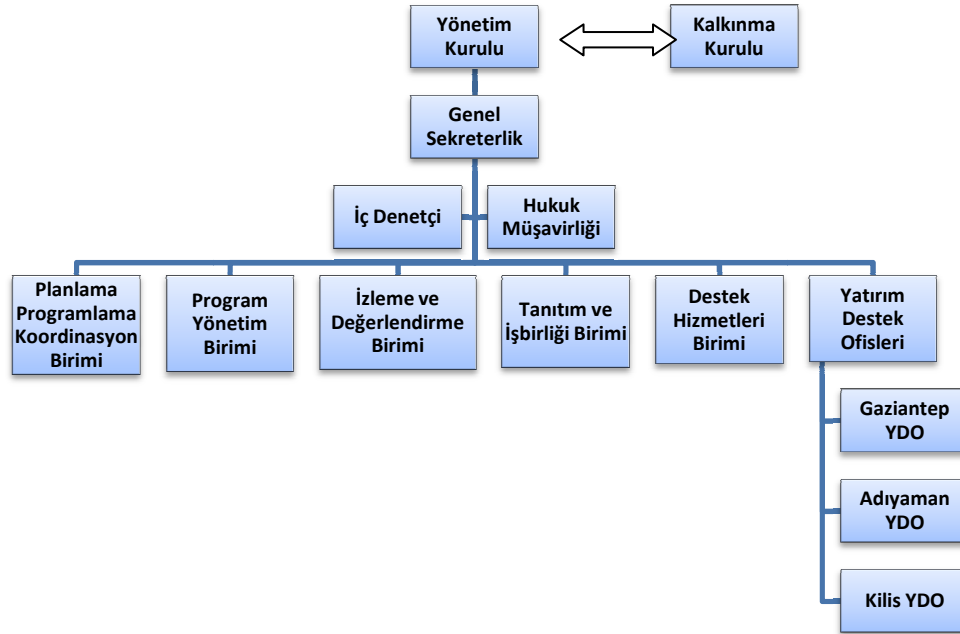 Yönetim
Kurulu
Kalkınma
Kurulu
Genel
Sekreterlik
İç Denetçi
Hukuk
Müşavirliği
Planlama
Programlama
Koordinasyon
Birimi
Program
Yönetim
Birimi
İzleme ve
Değerlendirme
Birimi
Tanıtım ve
İşbirliği Birimi
Destek
Hizmetleri
Birimi
Yatırım
Destek
Ofisleri
Gaziantep
YDO
Adıyaman
YDO
Kilis YDO